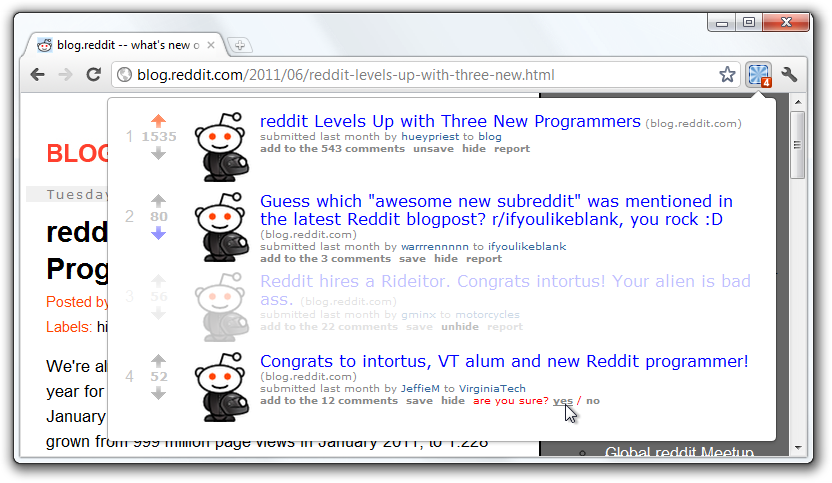 blog.reddit -- what's new o
blog.reddit.com/2011/06/reddit-levels-up-with-three-new.html
4
BLOG
Tuesday
redd
Prog
Posted by
Labels: hi
We're al
year for
January
grown from 999 million page views in January 2011, to 1.228
Global reddit Meetup
1
1535
reddit Levels Up with Three New Programmers (blog.reddit.com)
submitted last month by hueypriest to blog
add to the 543 comments unsave hide report
2
80
Guess which "awesome new subreddit" was mentioned in
the latest Reddit blogpost? r/ifyoulikeblank, you rock :D
(blog.reddit.com)
submitted last month by warrrennnnn to ifyoulikeblank
add to the 3 comments save hide report
3
56
Reddit hires a Rideitor. Congrats intortus! Your alien is bad
ass. (blog.reddit.com)
submitted last month by gminx to motorcycles
add to the 22 comments save unhide report
4
52
Congrats to intortus, VT alum and new Reddit programmer!
(blog.reddit.com)
submitted last month by JeffieM to VirginiaTech
add to the 12 comments save hide are you sure? yes / no